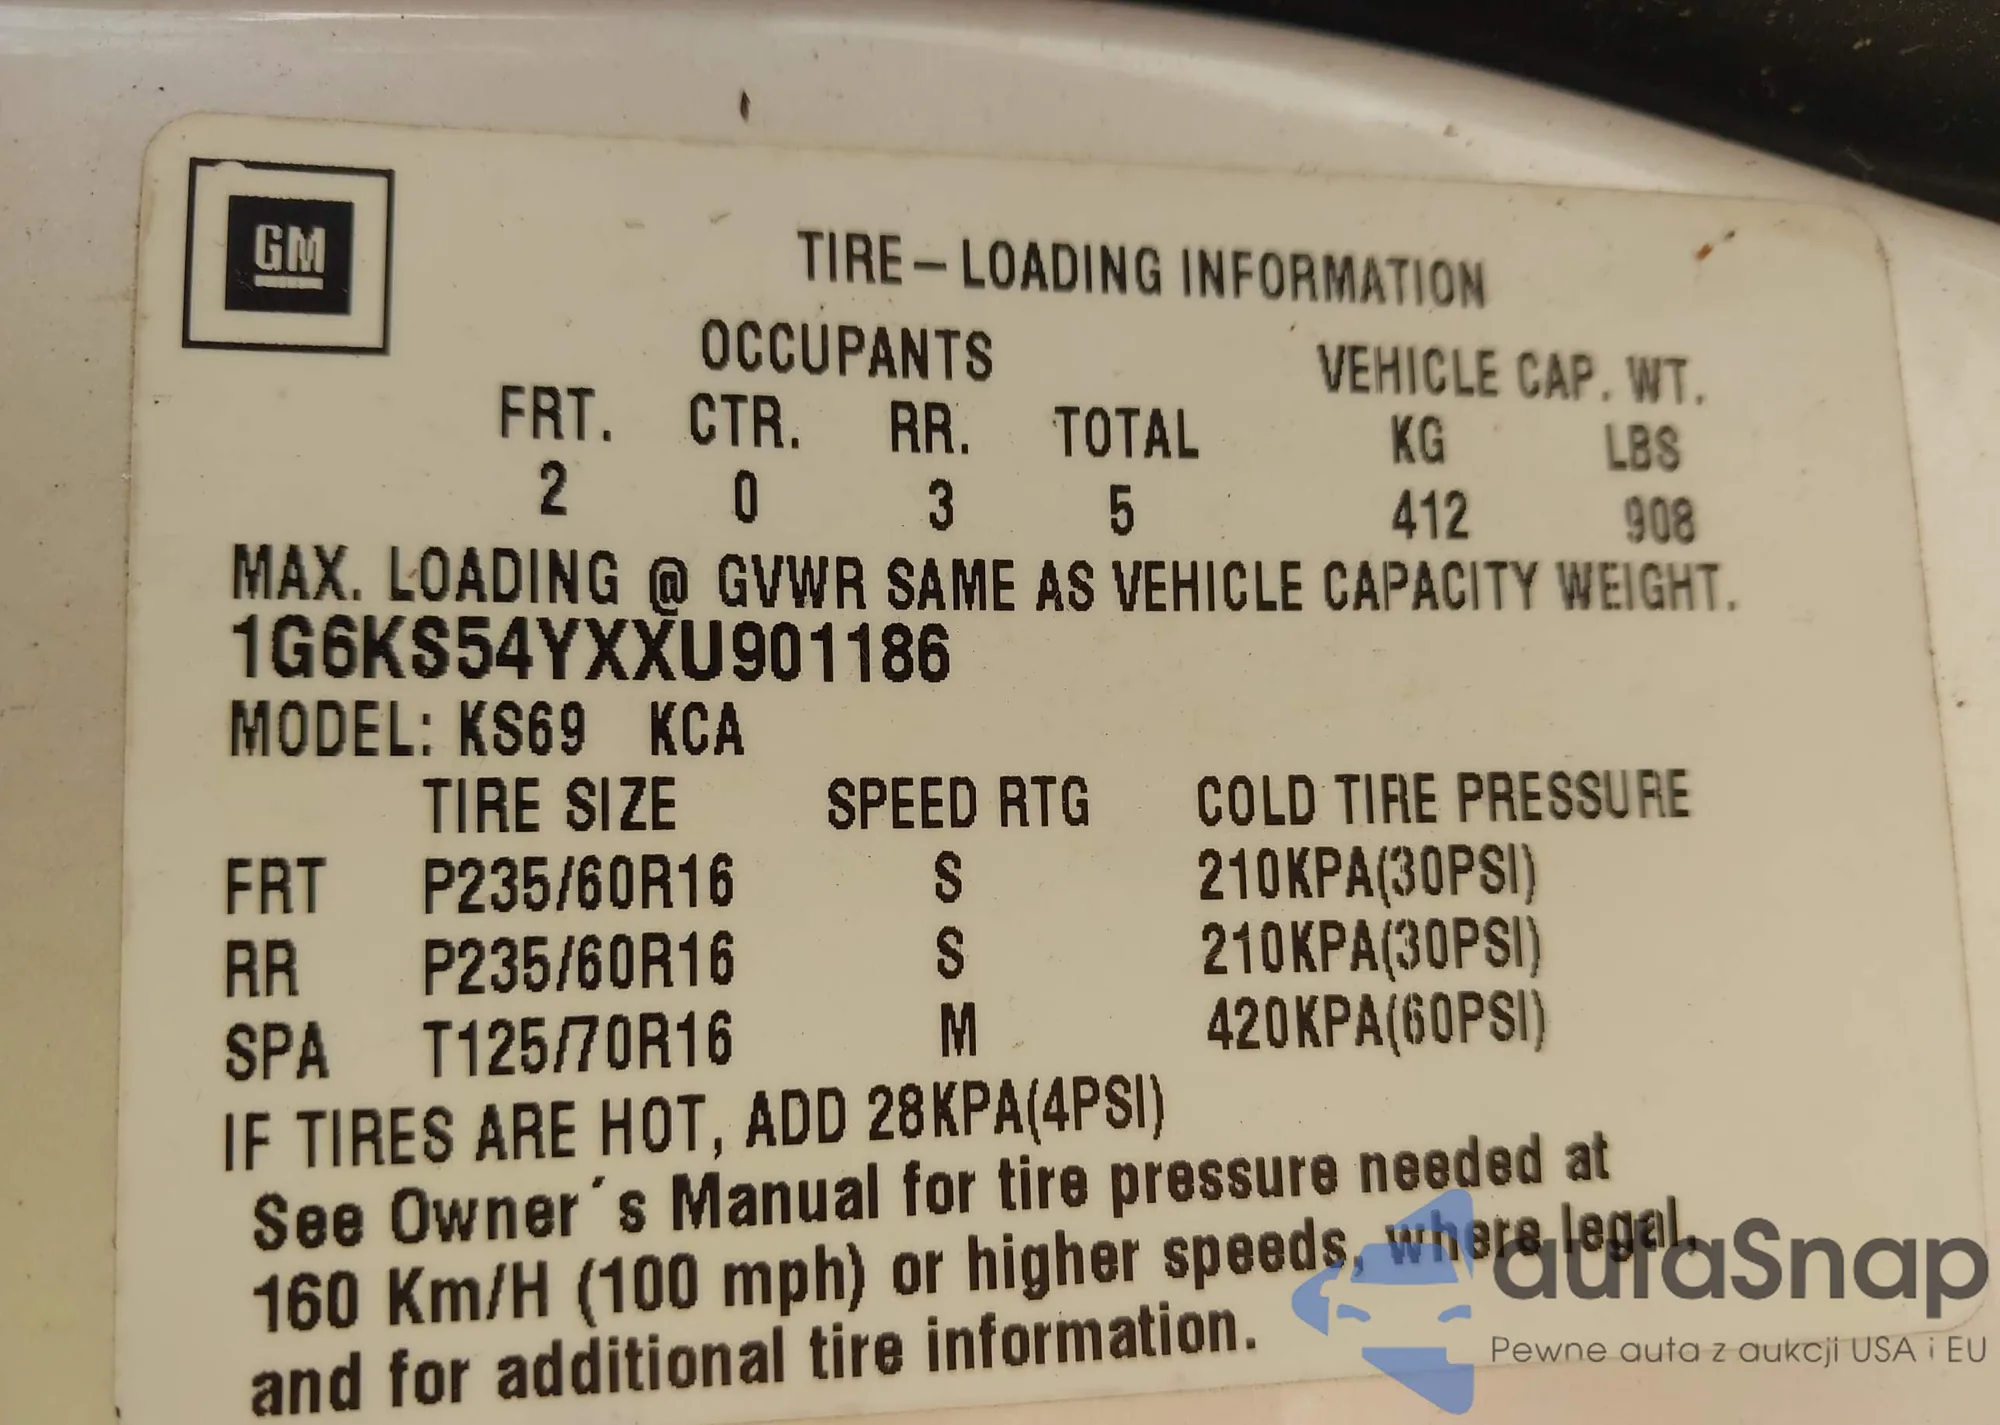 GM
TIRE – LOADING INFORMATION
OCCUPANTS VEHICLE CAP. WT.
FRT. CTR. RR. TOTAL KG LBS
2 0 3 5 412 908
MAX. LOADING @ GVWR SAME AS VEHICLE CAPACITY WEIGHT.
1G6KS54YXXU901186
MODEL: KS69 KCA
TIRE SIZE SPEED RTG COLD TIRE PRESSURE
FRT P235/60R16 S 210KPA(30PSI)
RR P235/60R16 S 210KPA(30PSI)
SPA T125/70R16 M 420KPA(60PSI)
IF TIRES ARE HOT, ADD 28KPA(4PSI)
See Owner´s Manual for tire pressure needed at
160 Km/H (100 mph) or higher speeds, where legal,
and for additional tire information.
autaSnap
Pewne auta z aukcji USA i EU